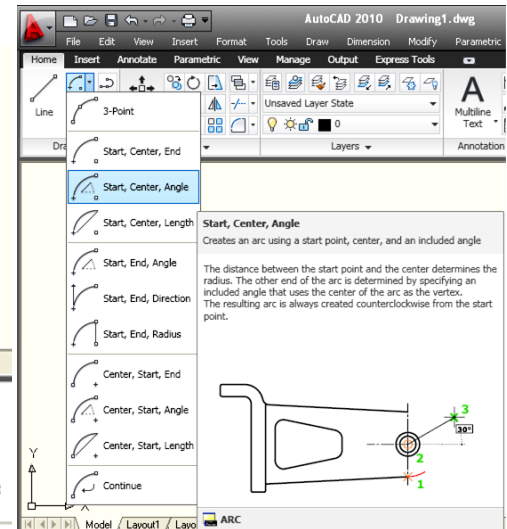 AutoCAD 2010 Drawing1.dwg
File Edit View Insert Format Tools Draw Dimension Modify Parametric
Home Insert Annotate Parametric View Manage Output Express Tools
Line
Unsaved Layer State
0
Multiline
Text
Layers
Annotation
3-Point
Start, Center, End
Start, Center, Angle
Start, Center, Length
Start, End, Angle
Start, End, Direction
Start, End, Radius
Center, Start, End
Center, Start, Angle
Center, Start, Length
Continue
Start, Center, Angle
Creates an arc using a start point, center, and an included angle
The distance between the start point and the center determines the
radius. The other end of the arc is determined by specifying an
included angle that uses the center of the arc as the vertex.
The resulting arc is always created counterclockwise from the start
point.
3
30°
2
1
ARC
Y
Model Layout1